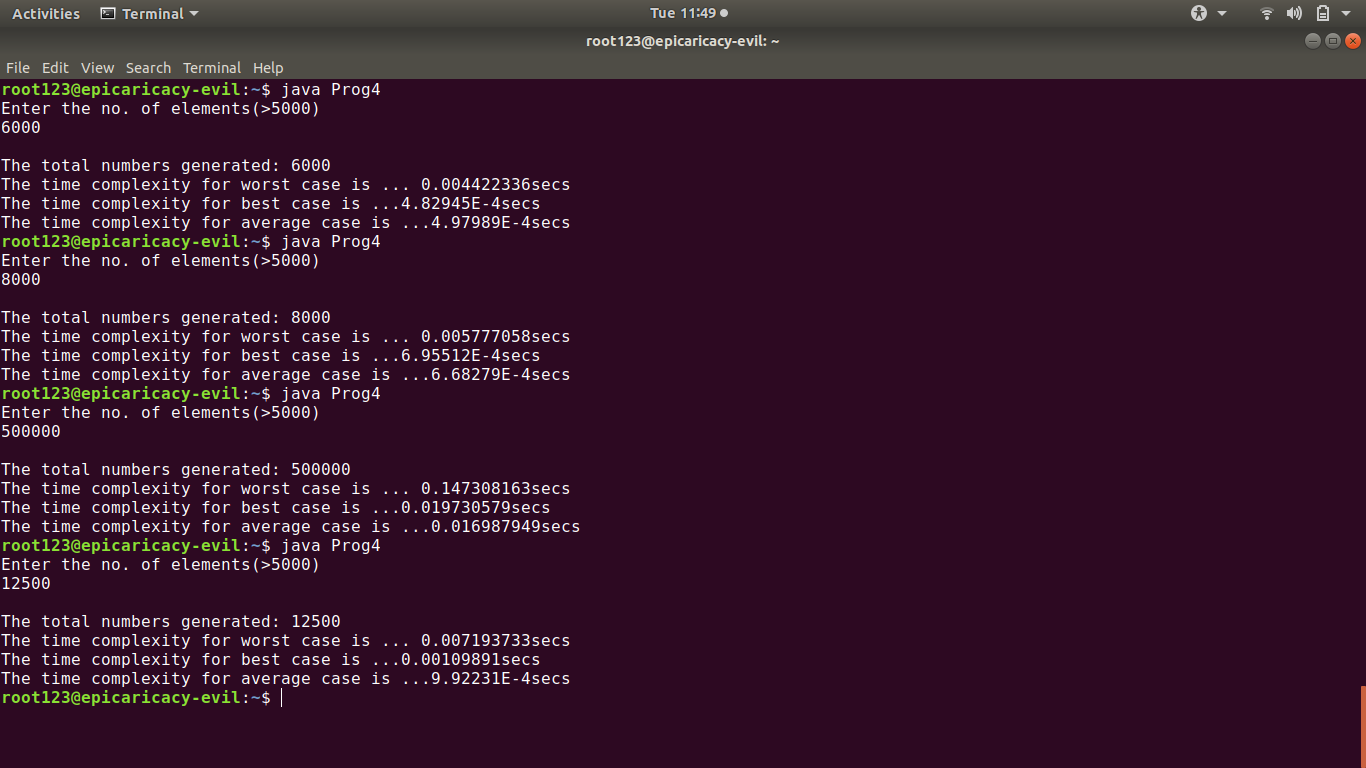 Activities Terminal Tue 11:49
root123@epicaricacy-evil: ~
File Edit View Search Terminal Help
root123@epicaricacy-evil:~$ java Prog4
Enter the no. of elements(>5000)
6000
The total numbers generated: 6000
The time complexity for worst case is ... 0.004422336secs
The time complexity for best case is ...4.82945E-4secs
The time complexity for average case is ...4.97989E-4secs
root123@epicaricacy-evil:~$ java Prog4
Enter the no. of elements(>5000)
8000
The total numbers generated: 8000
The time complexity for worst case is ... 0.005777058secs
The time complexity for best case is ...6.95512E-4secs
The time complexity for average case is ...6.68279E-4secs
root123@epicaricacy-evil:~$ java Prog4
Enter the no. of elements(>5000)
500000
The total numbers generated: 500000
The time complexity for worst case is ... 0.147308163secs
The time complexity for best case is ...0.019730579secs
The time complexity for average case is ...0.016987949secs
root123@epicaricacy-evil:~$ java Prog4
Enter the no. of elements(>5000)
12500
The total numbers generated: 12500
The time complexity for worst case is ... 0.007193733secs
The time complexity for best case is ...0.00109891secs
The time complexity for average case is ...9.92231E-4secs
root123@epicaricacy-evil:~$